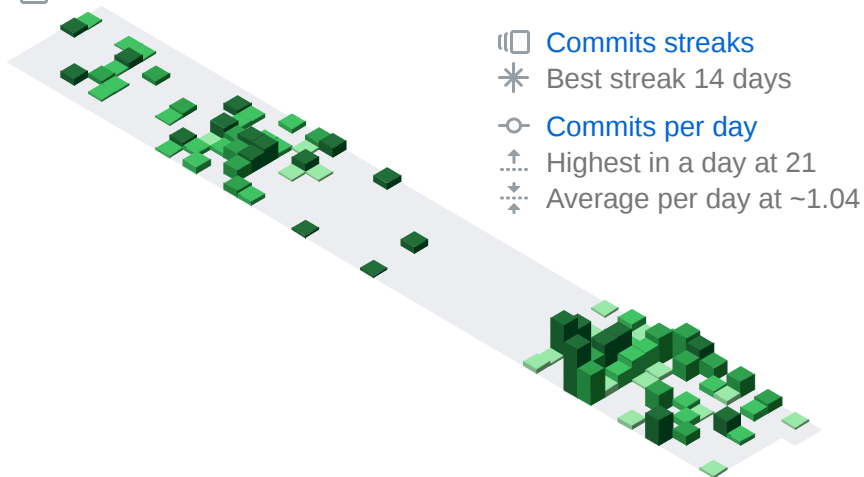 Commits streaks
Best streak 14 days
Commits per day
Highest in a day at 21
Average per day at ~1.04